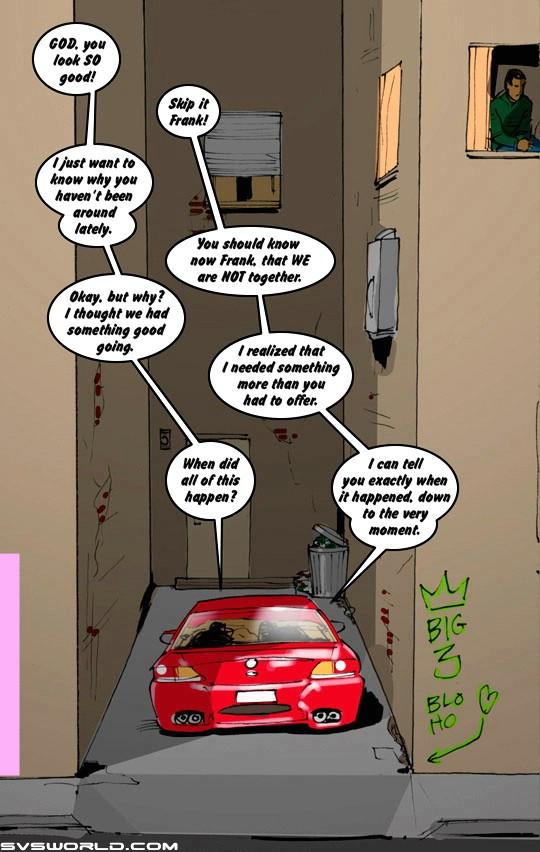 GOD, you
look SO
good!
Skip it
Frank!
I just want to
know why you
haven't been
around
lately.
You should know
now Frank, that WE
are NOT together.
Okay, but why?
I thought we had
something good
going.
I realized that
I needed something
more than you
had to offer.
When did
all of this
happen?
I can tell
you exactly when
it happened, down
to the very
moment.
BIG
3
BLO
HO
SVSWORLD.COM